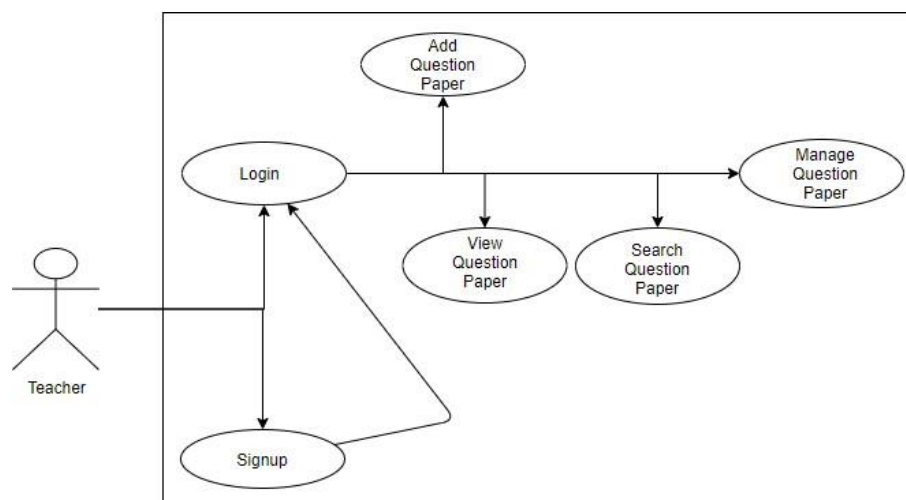 Add
Question
Paper
Login
Manage
Question
Paper
View
Question
Paper
Search
Question
Paper
Teacher
Signup